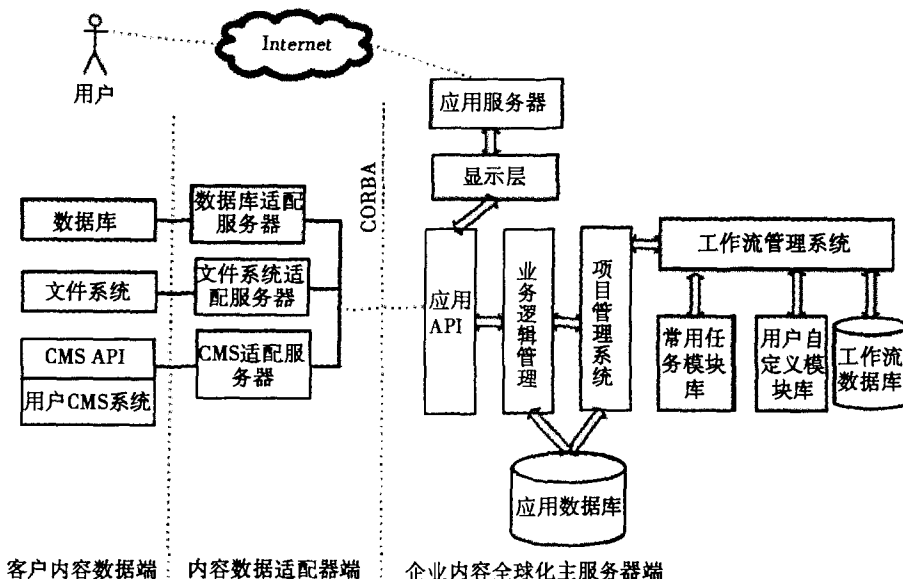 Internet
用户
应用服务器
显示层
CORBA
数据库
数据库适配
服务器
文件系统
文件系统适
配服务器
CMS API
用户CMS系统
CMS适配服
务器
应用
API
业务逻辑管理
项目管理系统
工作流管理系统
常用任
务模块
库
用户自
定义模
块库
工作流
数据库
应用数据库
客户内容数据端
内容数据适配器端
企业内容全球化主服务器端